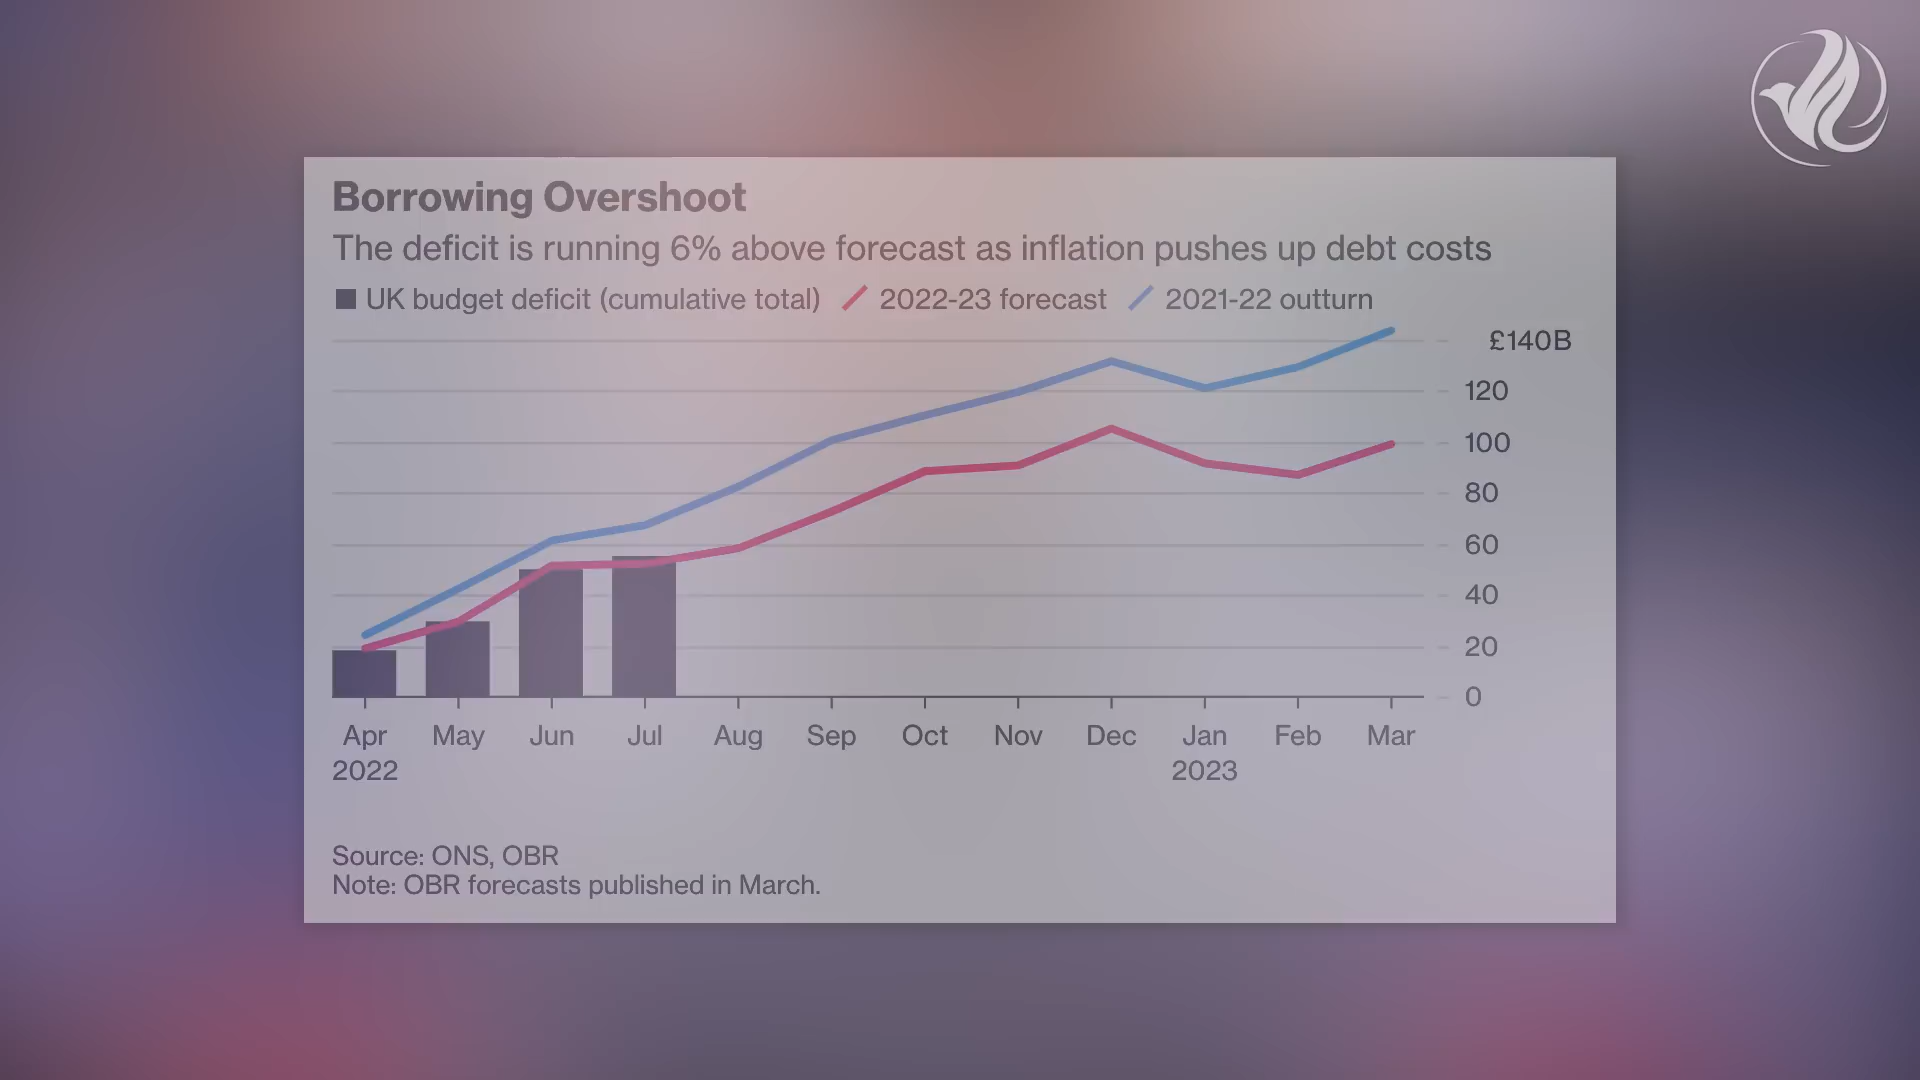 Borrowing Overshoot
The deficit is running 6% above forecast as inflation pushes up debt costs
UK budget deficit (cumulative total) 2022-23 forecast 2021-22 outturn
£140B
120
100
80
60
40
20
0
Apr May Jun Jul Aug Sep Oct Nov Dec Jan Feb Mar
2022 2023
Source: ONS, OBR
Note: OBR forecasts published in March.